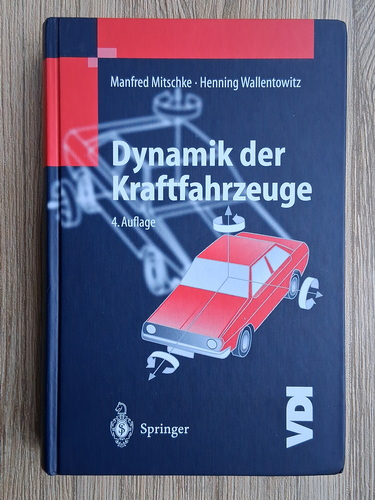 Manfred Mitschke · Henning Wallentowitz
Dynamik der
Kraftfahrzeuge
4. Auflage
Springer
VDI